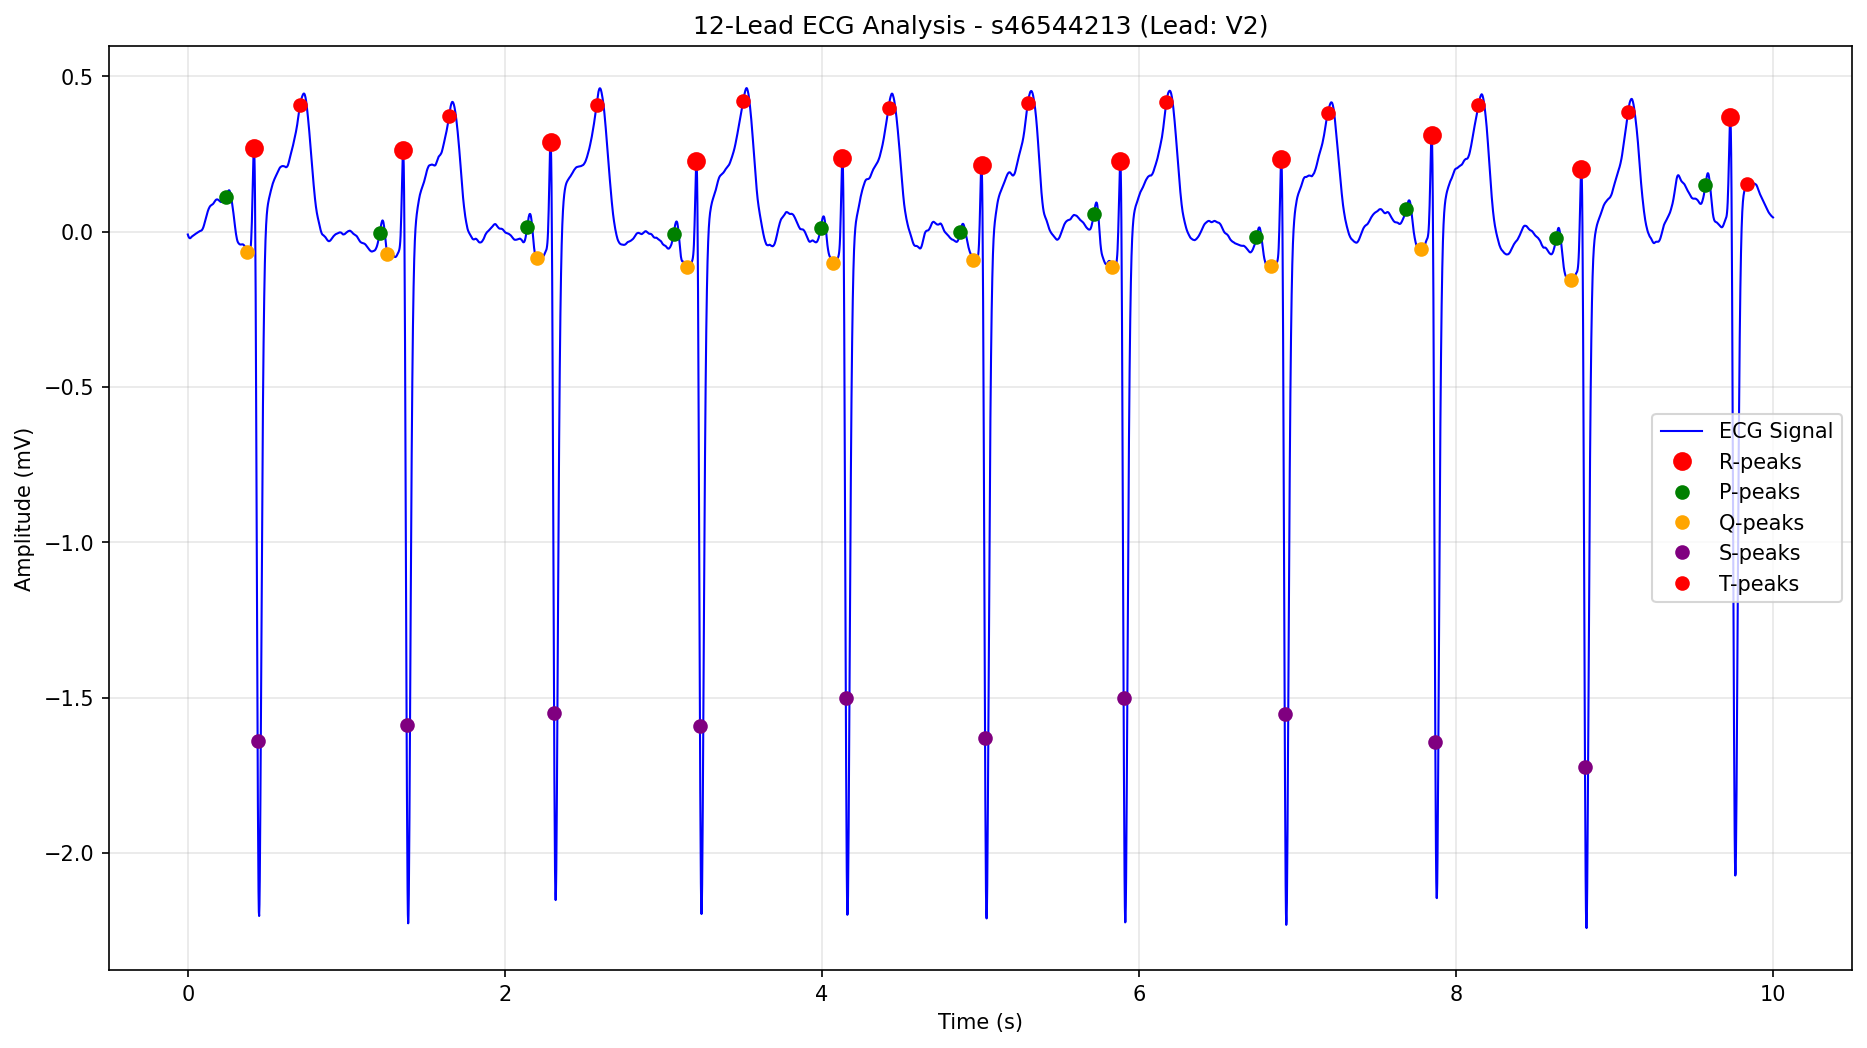 12-Lead ECG Analysis - s46544213 (Lead: V2)
Amplitude (mV)
0.5
0.0
−0.5
−1.0
−1.5
−2.0
ECG Signal
R-peaks
P-peaks
Q-peaks
S-peaks
T-peaks
0 2 4 6 8 10
Time (s)